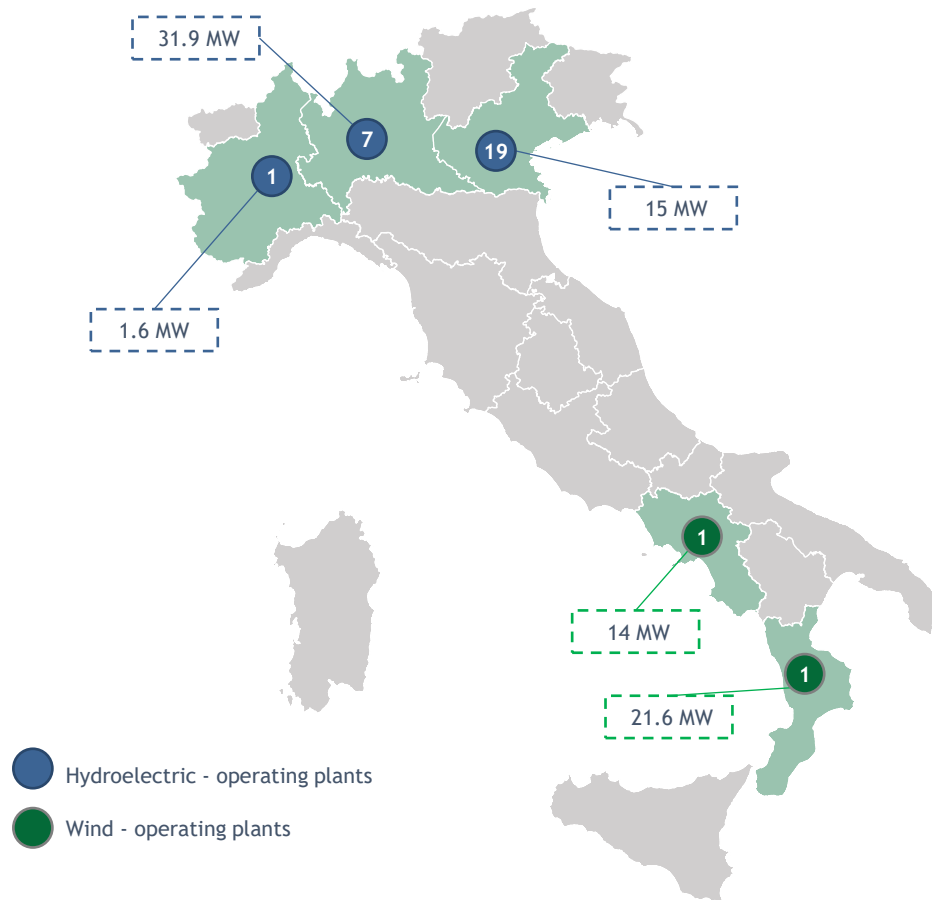 31.9 MW
7
19
1
15 MW
1.6 MW
1
14 MW
1
21.6 MW
Hydroelectric - operating plants
Wind - operating plants